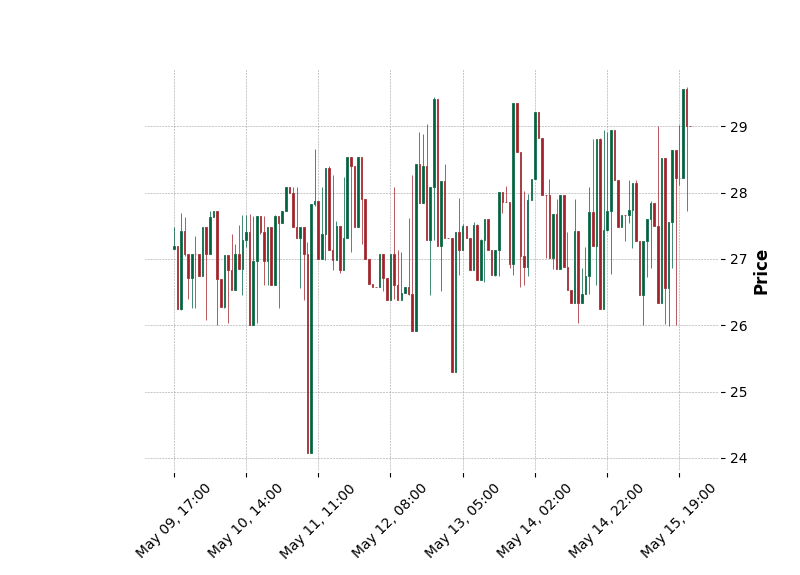 29
28
27
26
25
24
Price
May 09, 17:00
May 10, 14:00
May 11, 11:00
May 12, 08:00
May 13, 05:00
May 14, 02:00
May 14, 22:00
May 15, 19:00